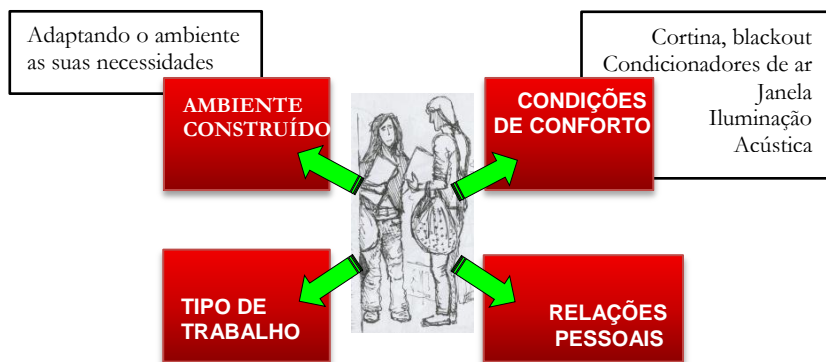 Adaptando o ambiente
as suas necessidades
AMBIENTE
CONSTRUÍDO
Cortina, blackout
Condicionadores de ar
Janela
Iluminação
Acústica
CONDIÇÕES
DE CONFORTO
TIPO DE
TRABALHO
RELAÇÕES
PESSOAIS